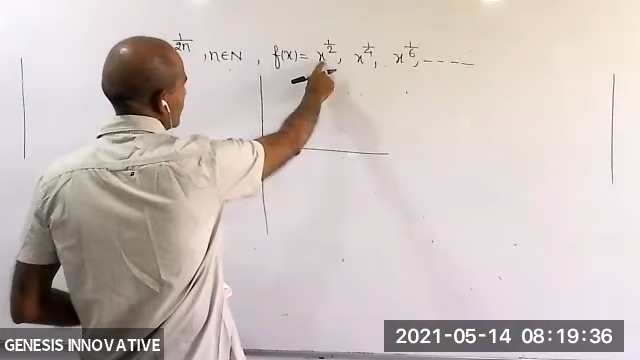 1/2n , n∈N , f(x) = x^1/2, x^1/4, x^1/6, ----
GENESIS INNOVATIVE
2021-05-14 08:19:36